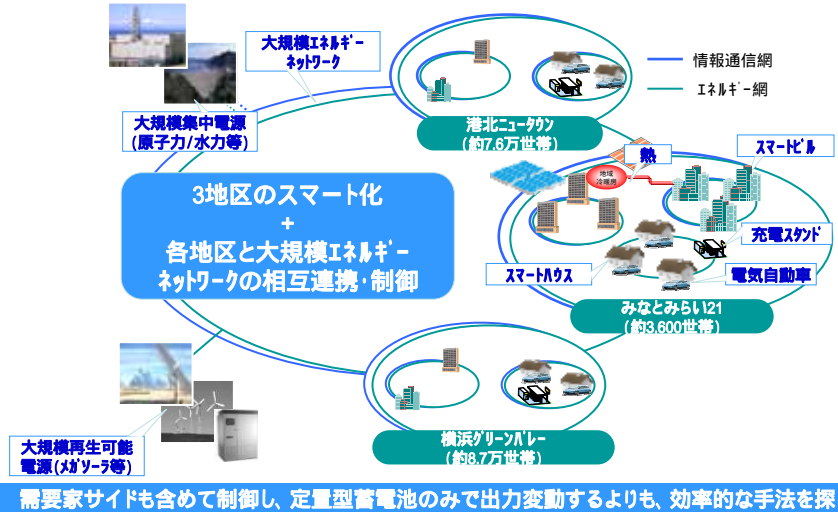 大規模ｴﾈﾙｷﾞｰ
ﾈｯﾄﾜｰｸ
情報通信網
ｴﾈﾙｷﾞｰ網
大規模集中電源
(原子力/水力等)
港北ニュータウン
(約7.6万世帯)
熱
スマートビル
地域
冷暖房
3地区のスマート化
+
各地区と大規模ｴﾈﾙｷﾞｰ
ﾈｯﾄﾜｰｸの相互連携･制御
充電スタンド
スマートハウス
電気自動車
みなとみらい21
(約3,600世帯)
横浜グリーンバレー
(約8.7万世帯)
大規模再生可能
電源(ﾒｶﾞｿｰﾗ等)
需要家サイドも含めて制御し、定置型蓄電池のみで出力変動するよりも、効率的な手法を探